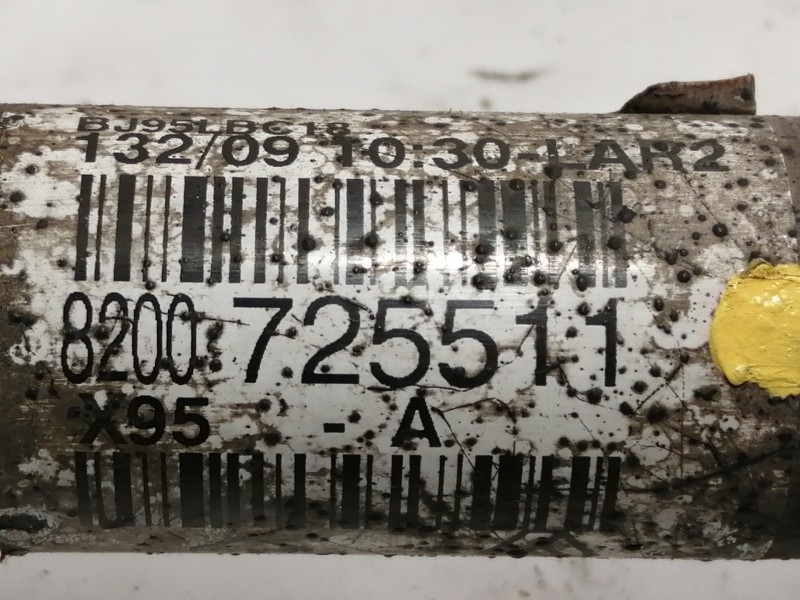 BJ95LBC18
132/09 10:30-LAR2
8200 725511
X95 - A